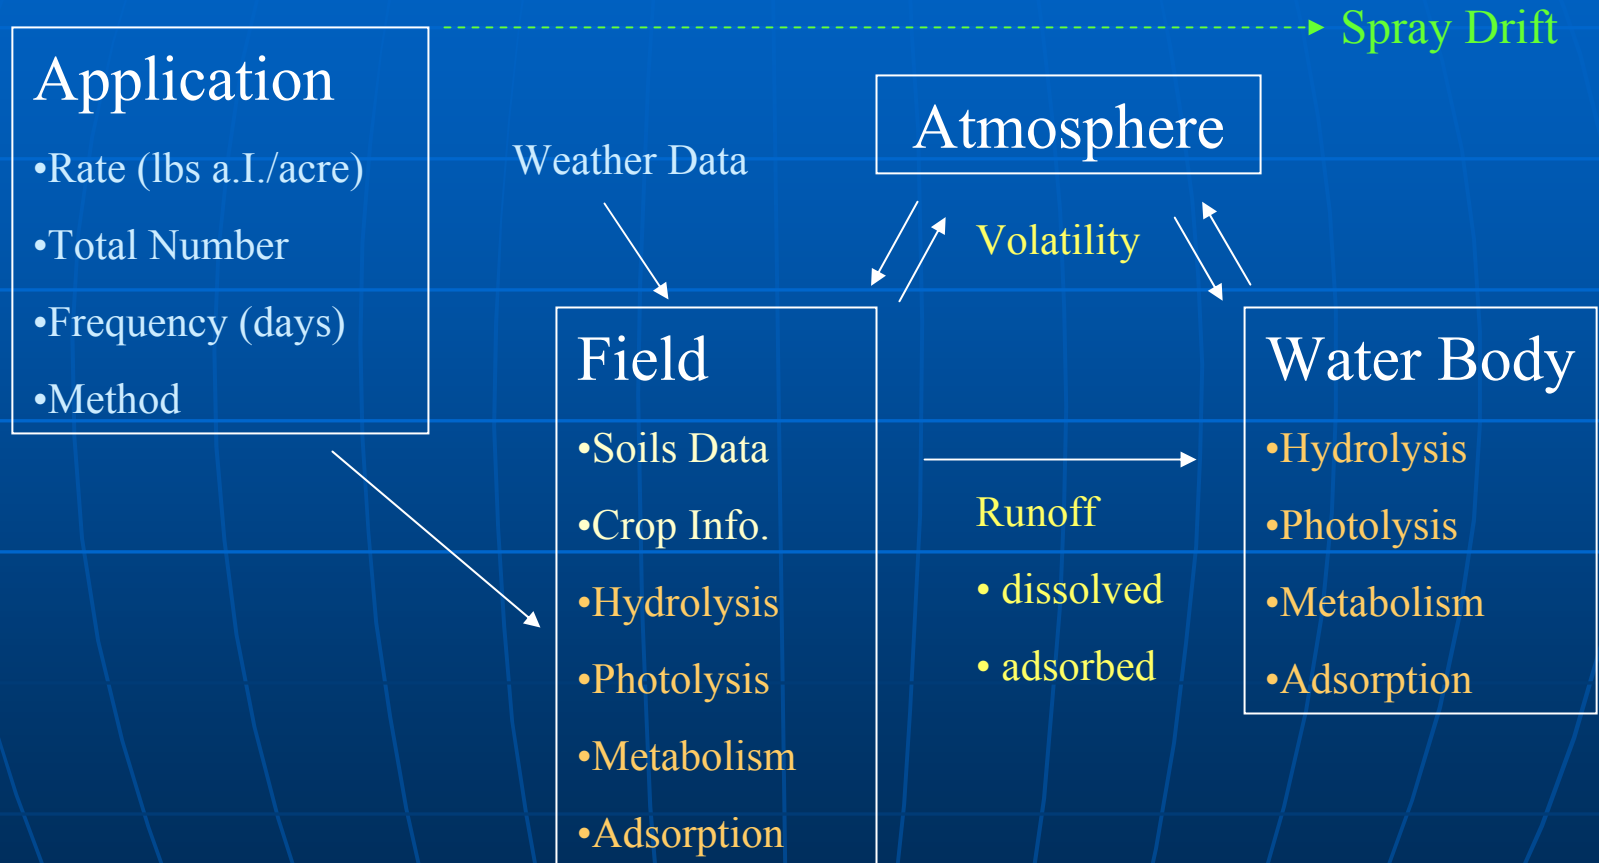 Spray Drift
Application
•Rate (lbs a.I./acre)
•Total Number
•Frequency (days)
•Method
Weather Data
Atmosphere
Volatility
Field
•Soils Data
•Crop Info.
•Hydrolysis
•Photolysis
•Metabolism
•Adsorption
Runoff
• dissolved
• adsorbed
Water Body
•Hydrolysis
•Photolysis
•Metabolism
•Adsorption